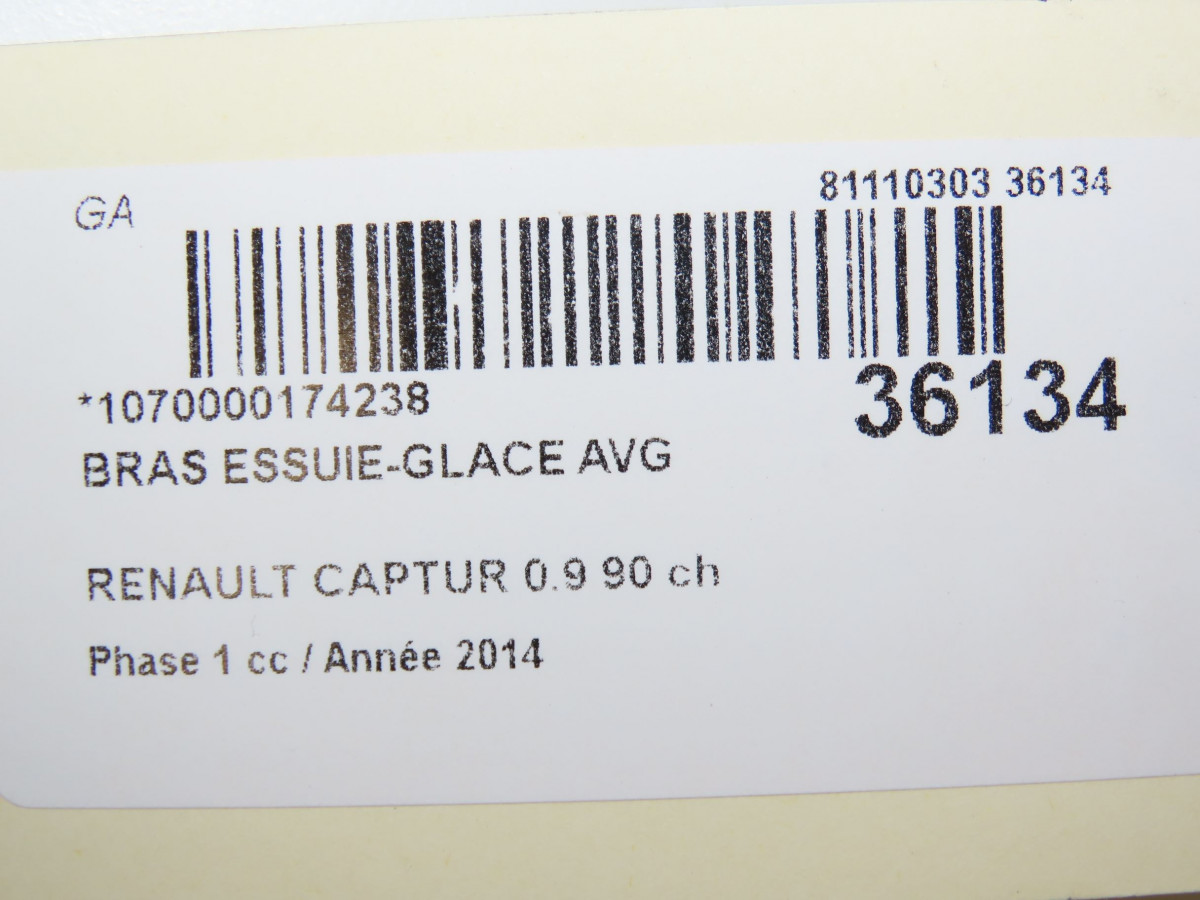 GA
81110303 36134
*1070000174238
36134
BRAS ESSUIE-GLACE AVG
RENAULT CAPTUR 0.9 90 ch
Phase 1 cc / Année 2014